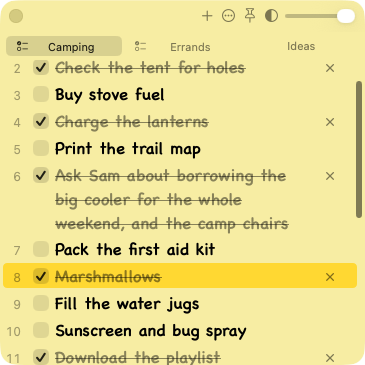 Camping Errands Ideas
2 Check the tent for holes
3 Buy stove fuel
4 Charge the lanterns
5 Print the trail map
6 Ask Sam about borrowing the
big cooler for the whole
weekend, and the camp chairs
7 Pack the first aid kit
8 Marshmallows
9 Fill the water jugs
10 Sunscreen and bug spray
11 Download the playlist